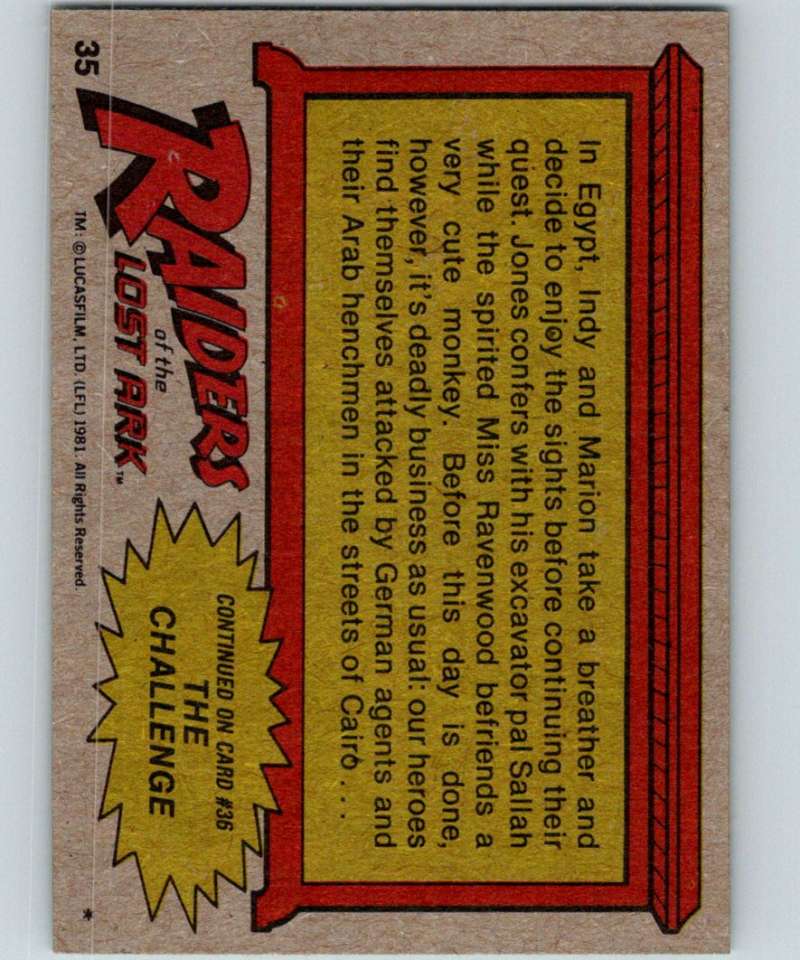 In Egypt, Indy and Marion take a breather and
decide to enjoy the sights before continuing their
quest. Jones confers with his excavator pal Sallah
while the spirited Miss Ravenwood befriends a
very cute monkey. Before this day is done,
however, it's deadly business as usual: our heroes
find themselves attacked by German agents and
their Arab henchmen in the streets of Cairo . . .
35
RAIDERS
of the
LOST ARK™
TM: © LUCASFILM, LTD. (LFL) 1981. All Rights Reserved.
CONTINUED ON CARD #36
THE
CHALLENGE
*